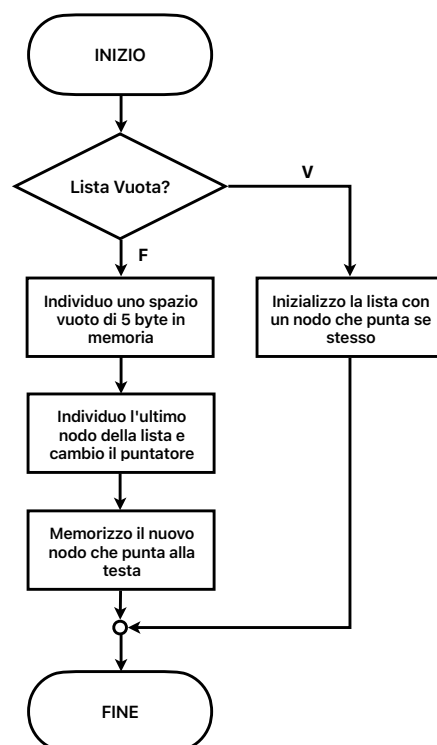 INIZIO
Lista Vuota?
V
F
Individuo uno spazio
vuoto di 5 byte in
memoria
Inizializzo la lista con
un nodo che punta se
stesso
Individuo l'ultimo
nodo della lista e
cambio il puntatore
Memorizzo il nuovo
nodo che punta alla
testa
FINE